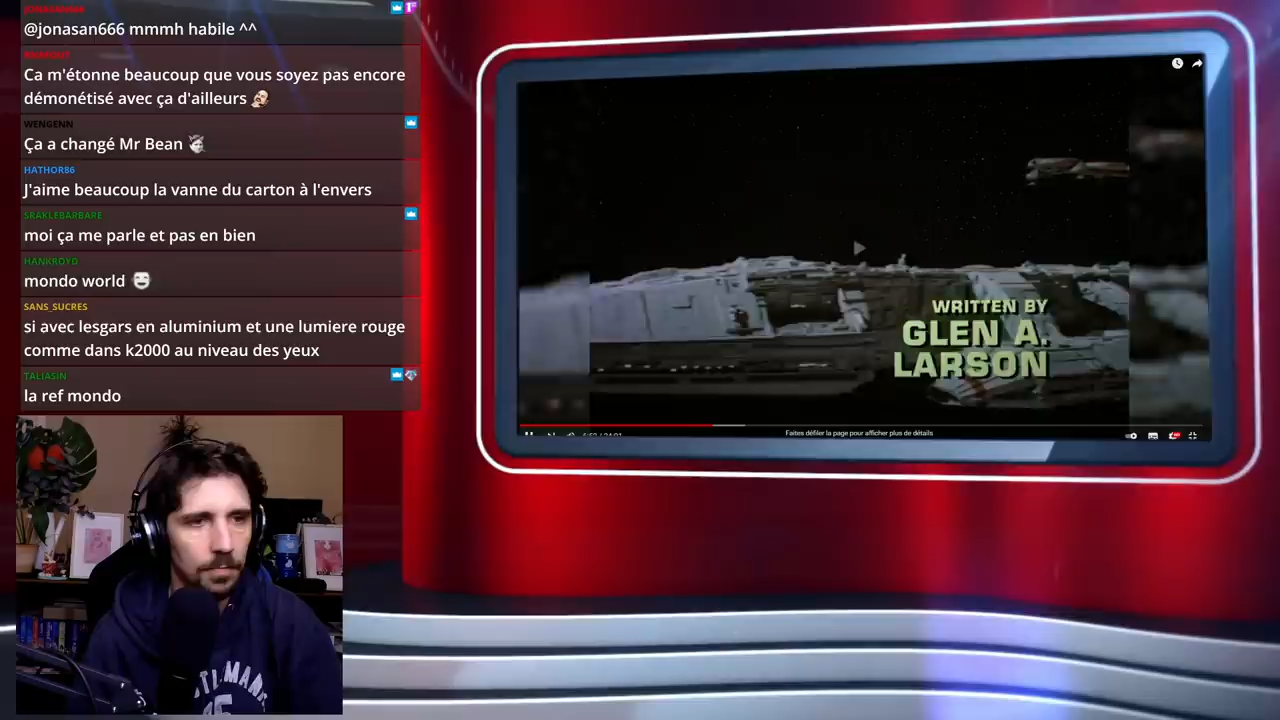 JONASAN666
@jonasan666 mmmh habile ^^
Ca m'étonne beaucoup que vous soyez pas encore
démonétisé avec ça d'ailleurs
WENGENN
Ça a changé Mr Bean
HATHOR86
J'aime beaucoup la vanne du carton à l'envers
SRAKLEBARBARE
moi ça me parle et pas en bien
HANKROYD
mondo world
SANS_SUCRES
si avec lesgars en aluminium et une lumiere rouge
comme dans k2000 au niveau des yeux
TALIASIN
la ref mondo
WRITTEN BY
GLEN A.
LARSON
Faites défiler la page pour afficher plus de détails